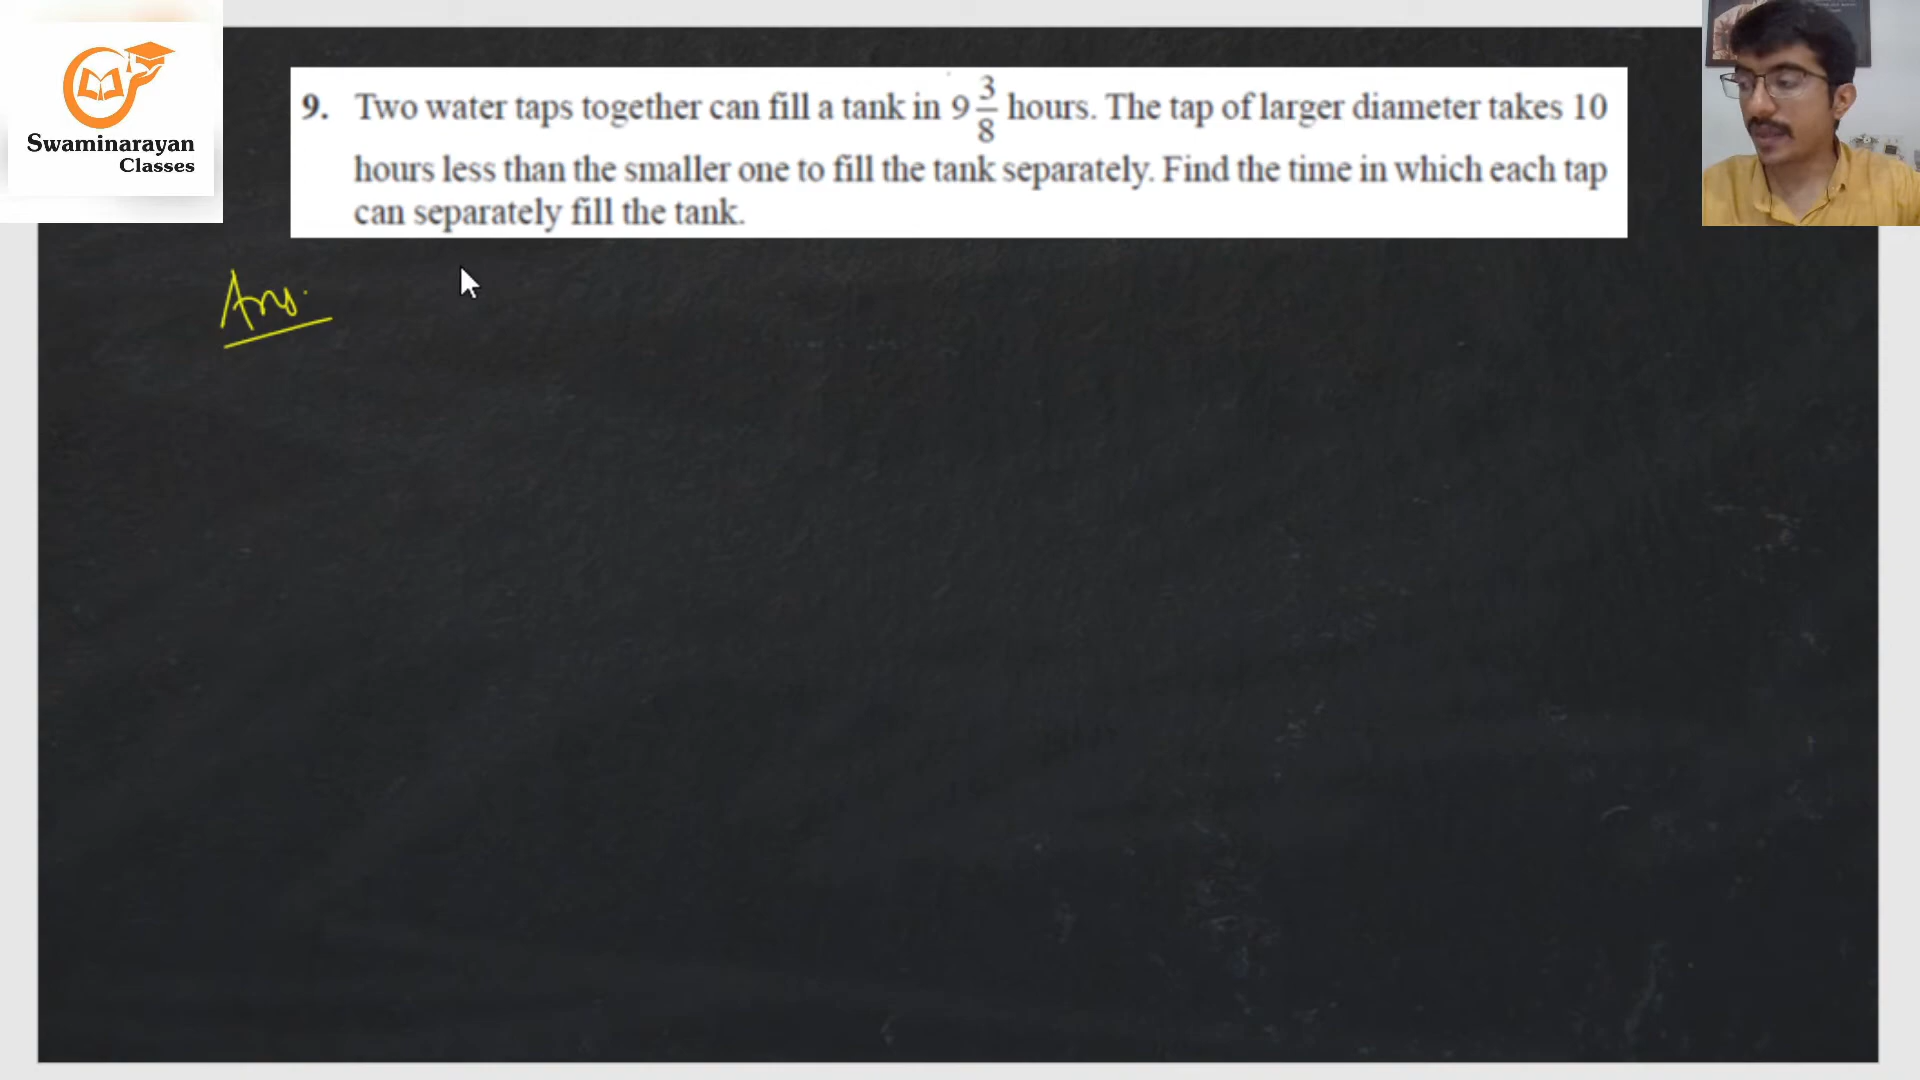 Swaminarayan
Classes
9. Two water taps together can fill a tank in 9 3/8 hours. The tap of larger diameter takes 10
hours less than the smaller one to fill the tank separately. Find the time in which each tap
can separately fill the tank.
Ans.